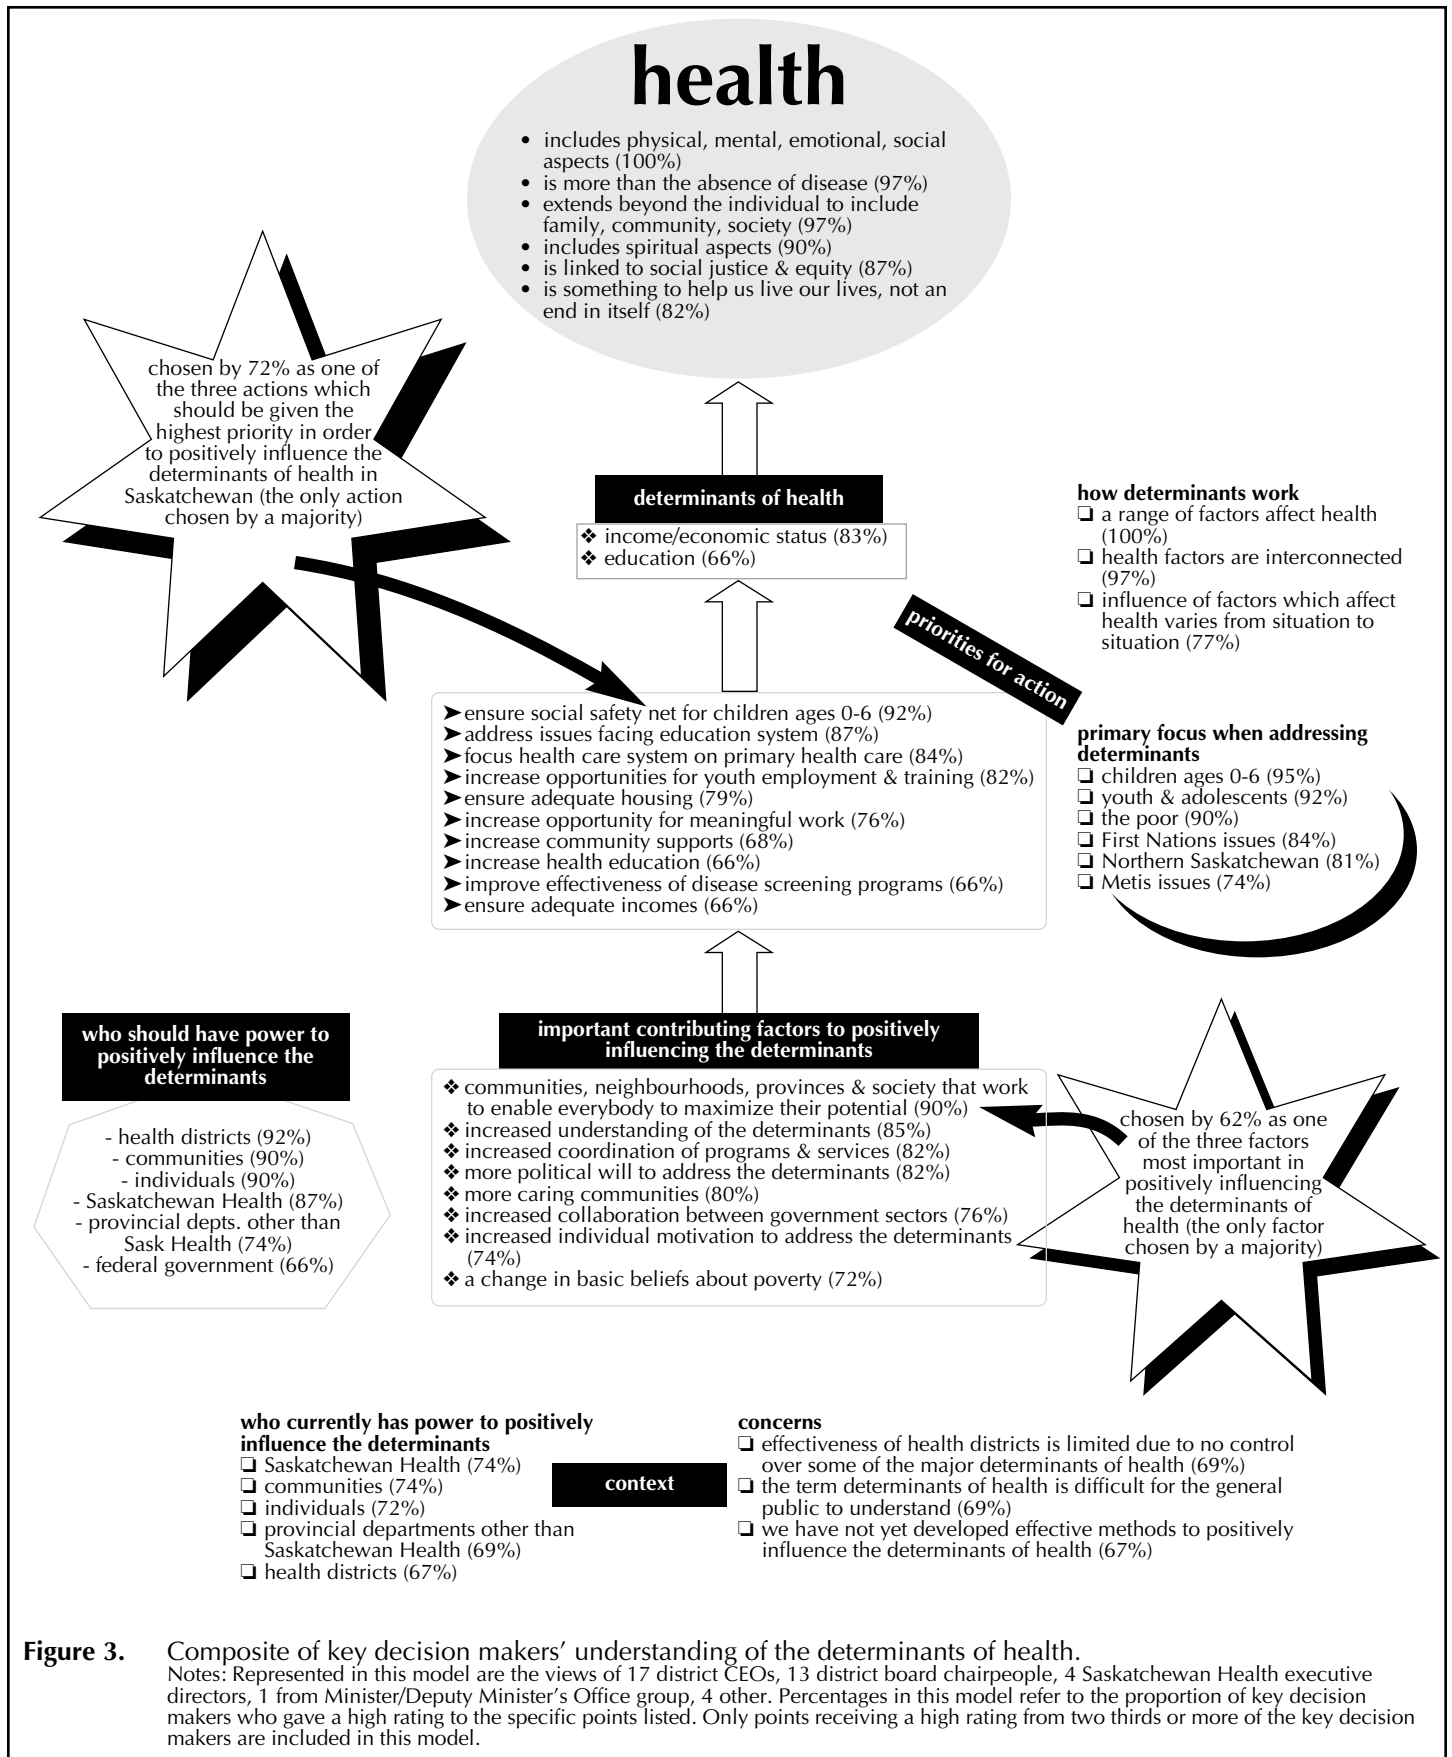 health
• includes physical, mental, emotional, social
aspects (100%)
• is more than the absence of disease (97%)
• extends beyond the individual to include
family, community, society (97%)
• includes spiritual aspects (90%)
• is linked to social justice & equity (87%)
• is something to help us live our lives, not an
end in itself (82%)
chosen by 72% as one of
the three actions which
should be given the
highest priority in order
to positively influence the
determinants of health in
Saskatchewan (the only action
chosen by a majority)
determinants of health
❖ income/economic status (83%)
❖ education (66%)
how determinants work
❏ a range of factors affect health
(100%)
❏ health factors are interconnected
(97%)
❏ influence of factors which affect
health varies from situation to
situation (77%)
priorities for action
➤ ensure social safety net for children ages 0-6 (92%)
➤ address issues facing education system (87%)
➤ focus health care system on primary health care (84%)
➤ increase opportunities for youth employment & training (82%)
➤ ensure adequate housing (79%)
➤ increase opportunity for meaningful work (76%)
➤ increase community supports (68%)
➤ increase health education (66%)
➤ improve effectiveness of disease screening programs (66%)
➤ ensure adequate incomes (66%)
primary focus when addressing
determinants
❏ children ages 0-6 (95%)
❏ youth & adolescents (92%)
❏ the poor (90%)
❏ First Nations issues (84%)
❏ Northern Saskatchewan (81%)
❏ Metis issues (74%)
who should have power to
positively influence the
determinants
- health districts (92%)
- communities (90%)
- individuals (90%)
- Saskatchewan Health (87%)
- provincial depts. other than
Sask Health (74%)
- federal government (66%)
important contributing factors to positively
influencing the determinants
❖ communities, neighbourhoods, provinces & society that work
to enable everybody to maximize their potential (90%)
❖ increased understanding of the determinants (85%)
❖ increased coordination of programs & services (82%)
❖ more political will to address the determinants (82%)
❖ more caring communities (80%)
❖ increased collaboration between government sectors (76%)
❖ increased individual motivation to address the determinants
(74%)
❖ a change in basic beliefs about poverty (72%)
chosen by 62% as one
of the three factors
most important in
positively influencing
the determinants of
health (the only factor
chosen by a majority)
who currently has power to positively
influence the determinants
❏ Saskatchewan Health (74%)
❏ communities (74%)
❏ individuals (72%)
❏ provincial departments other than
Saskatchewan Health (69%)
❏ health districts (67%)
context
concerns
❏ effectiveness of health districts is limited due to no control
over some of the major determinants of health (69%)
❏ the term determinants of health is difficult for the general
public to understand (69%)
❏ we have not yet developed effective methods to positively
influence the determinants of health (67%)
Figure 3. Composite of key decision makers’ understanding of the determinants of health.
Notes: Represented in this model are the views of 17 district CEOs, 13 district board chairpeople, 4 Saskatchewan Health executive
directors, 1 from Minister/Deputy Minister’s Office group, 4 other. Percentages in this model refer to the proportion of key decision
makers who gave a high rating to the specific points listed. Only points receiving a high rating from two thirds or more of the key decision
makers are included in this model.